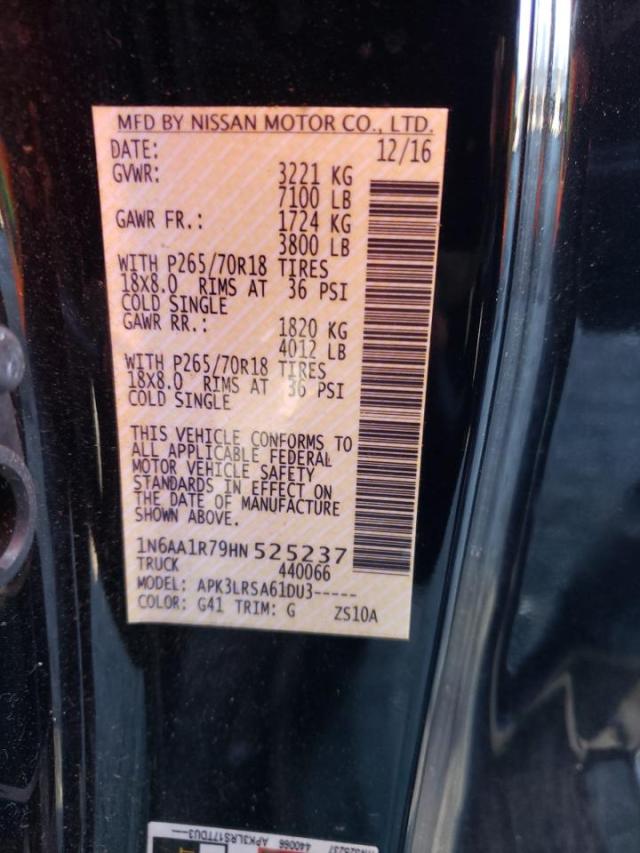 MFD BY NISSAN MOTOR CO., LTD.
DATE: 12/16
GVWR: 3221 KG
7100 LB
GAWR FR.: 1724 KG
3800 LB
WITH P265/70R18 TIRES
18X8.0 RIMS AT 36 PSI
COLD SINGLE
GAWR RR.: 1820 KG
4012 LB
WITH P265/70R18 TIRES
18X8.0 RIMS AT 36 PSI
COLD SINGLE
THIS VEHICLE CONFORMS TO
ALL APPLICABLE FEDERAL
MOTOR VEHICLE SAFETY
STANDARDS IN EFFECT ON
THE DATE OF MANUFACTURE
SHOWN ABOVE.
1N6AA1R79HN 525237
TRUCK 440066
MODEL: APK3LRSA61DU3-----
COLOR: G41 TRIM: G ZS10A
440066 APK3LRS17TDU3